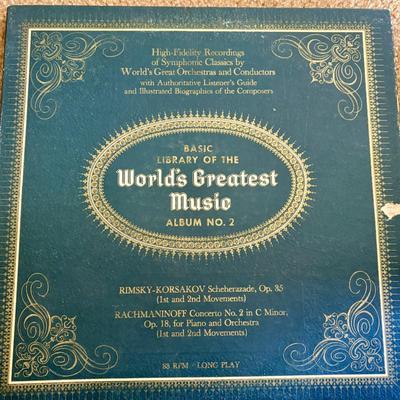 High-Fidelity Recordings
of Symphonic Classics by
World's Great Orchestras and Conductors
with Authoritative Listener's Guide
and Illustrated Biographies of the Composers
BASIC
LIBRARY OF THE
World's Greatest
Music
ALBUM NO. 2
RIMSKY-KORSAKOV Scheherazade, Op. 35
(1st and 2nd Movements)
RACHMANINOFF Concerto No. 2 in C Minor,
Op. 18, for Piano and Orchestra
(1st and 2nd Movements)
33 RPM - LONG PLAY